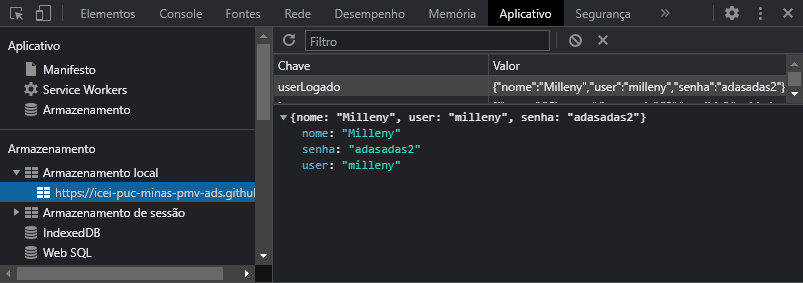 Elementos Console Fontes Rede Desempenho Memória Aplicativo Segurança »
Aplicativo
Manifesto
Service Workers
Armazenamento
Armazenamento
Armazenamento local
https://icei-puc-minas-pmv-ads.githul
Armazenamento de sessão
IndexedDB
Web SQL
Filtro
Chave Valor
userLogado {"nome":"Milleny","user":"milleny","senha":"adasadas2"}
{nome: "Milleny", user: "milleny", senha: "adasadas2"}
nome: "Milleny"
senha: "adasadas2"
user: "milleny"